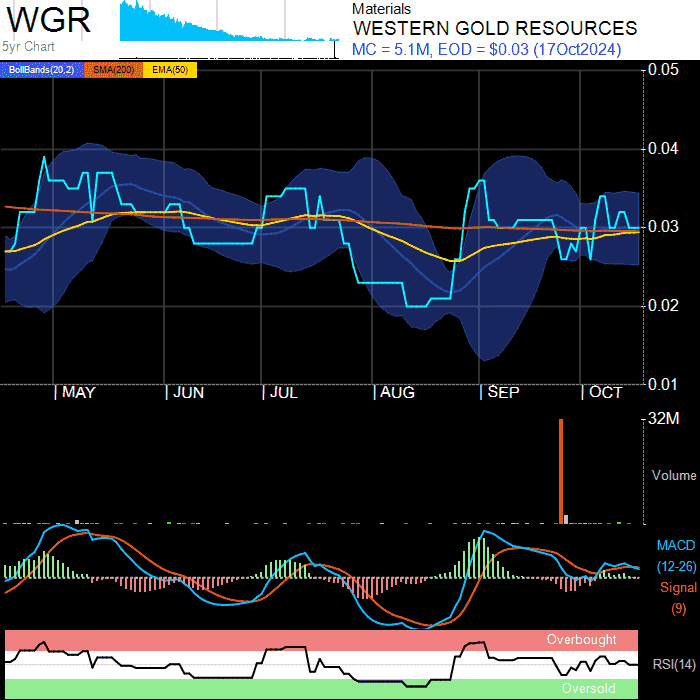 WGR
5yr Chart
Materials
WESTERN GOLD RESOURCES
MC = 5.1M, EOD = $0.03 (17Oct2024)
BollBands(20,2) SMA(200) EMA(50)
0.05
0.04
0.03
0.02
0.01
MAY JUN JUL AUG SEP OCT
32M
Volume
MACD
(12-26)
Signal
(9)
Overbought
RSI(14)
Oversold